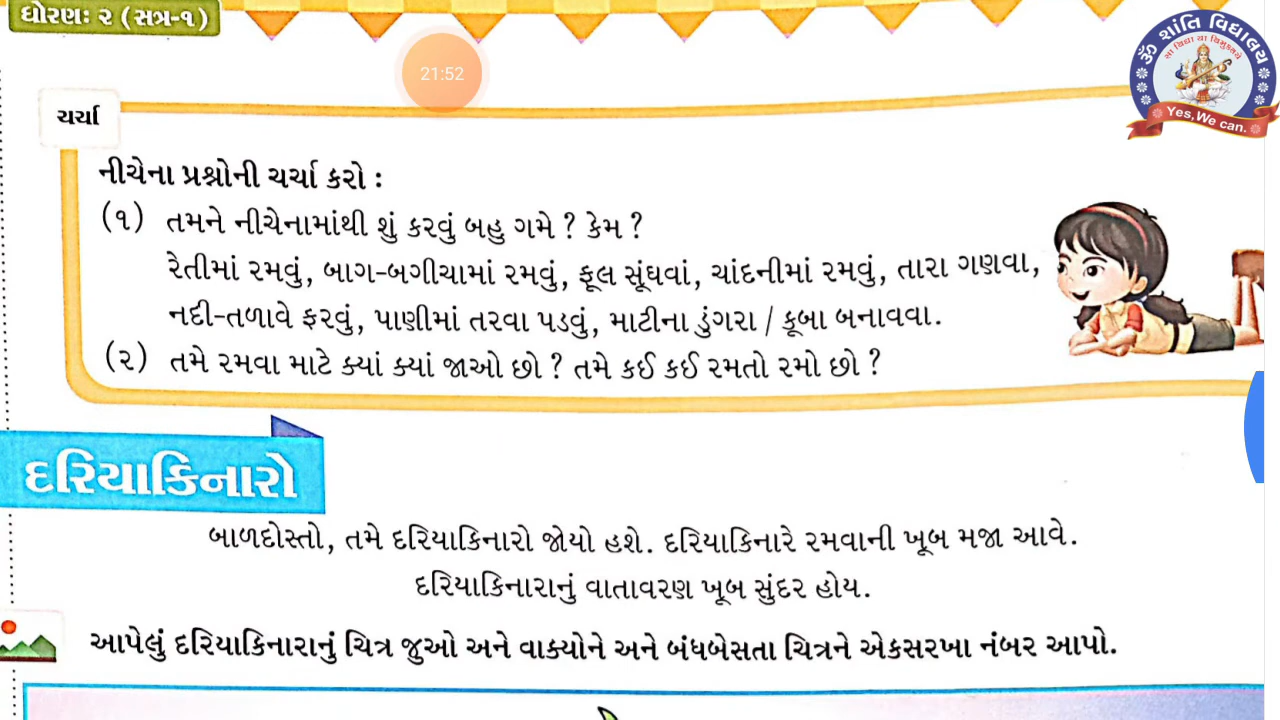 ધોરણઃ ૨ (સત્ર-૧)
21:52
ૐ શાંતિ વિદ્યાલય
સા વિદ્યા યા વિમુક્તયે
Yes, We can.
ચર્ચા
નીચેના પ્રશ્નોની ચર્ચા કરો :
(૧) તમને નીચેનામાંથી શું કરવું બહુ ગમે ? કેમ ?
રેતીમાં રમવું, બાગ-બગીચામાં રમવું, ફૂલ સૂંઘવાં, ચાંદનીમાં રમવું, તારા ગણવા,
નદી-તળાવે ફરવું, પાણીમાં તરવા પડવું, માટીના ડુંગરા / કૂબા બનાવવા.
(૨) તમે રમવા માટે ક્યાં ક્યાં જાઓ છો ? તમે કઈ કઈ રમતો રમો છો ?
દરિયાકિનારો
બાળદોસ્તો, તમે દરિયાકિનારો જોયો હશે. દરિયાકિનારે રમવાની ખૂબ મજા આવે.
દરિયાકિનારાનું વાતાવરણ ખૂબ સુંદર હોય.
આપેલું દરિયાકિનારાનું ચિત્ર જુઓ અને વાક્યોને અને બંધબેસતા ચિત્રને એકસરખા નંબર આપો.